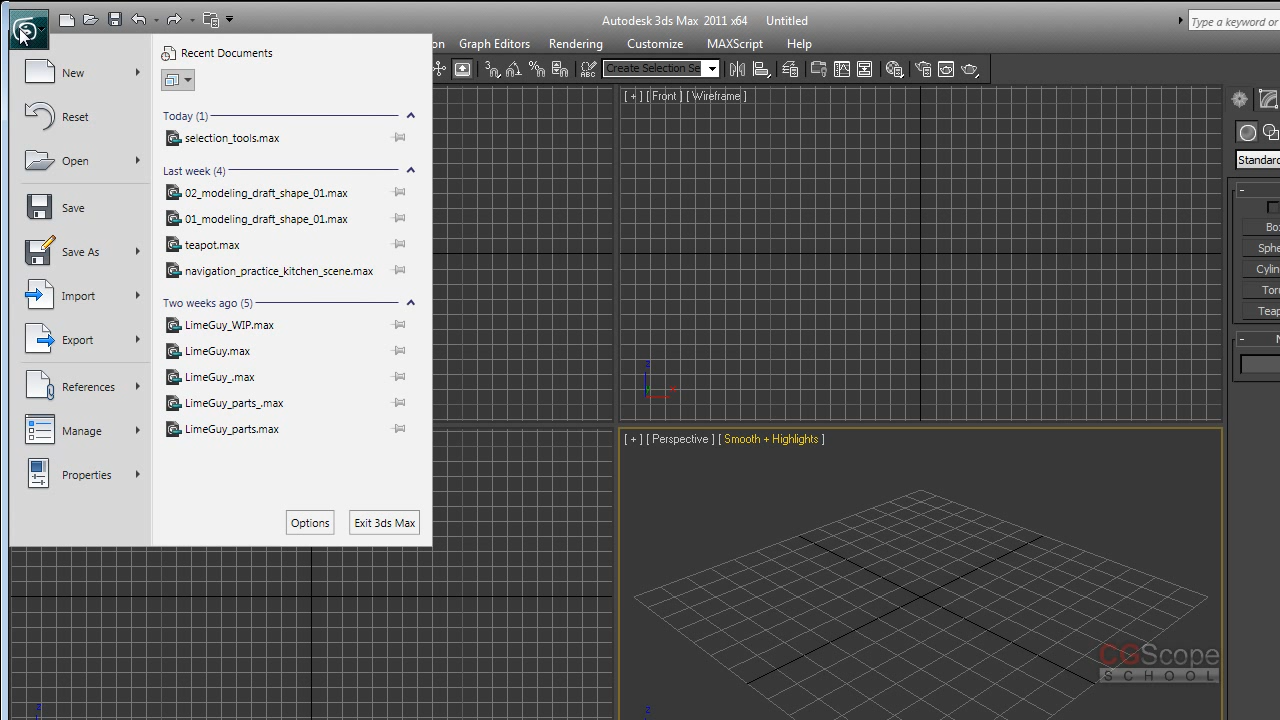 Autodesk 3ds Max 2011 x64 Untitled
Type a keyword or
on Graph Editors Rendering Customize MAXScript Help
Create Selection Se
New
Reset
Open
Save
Save As
Import
Export
References
Manage
Properties
Recent Documents
Today (1)
selection_tools.max
Last week (4)
02_modeling_draft_shape_01.max
01_modeling_draft_shape_01.max
teapot.max
navigation_practice_kitchen_scene.max
Two weeks ago (5)
LimeGuy_WIP.max
LimeGuy.max
LimeGuy_.max
LimeGuy_parts_.max
LimeGuy_parts.max
Options Exit 3ds Max
[ + ] [ Front ] [ Wireframe ]
z
x
[ + ] [ Perspective ] [ Smooth + Highlights ]
z
z
Standard
Bo
Sphe
Cylin
Toru
Teap
N
CGScope
SCHOOL